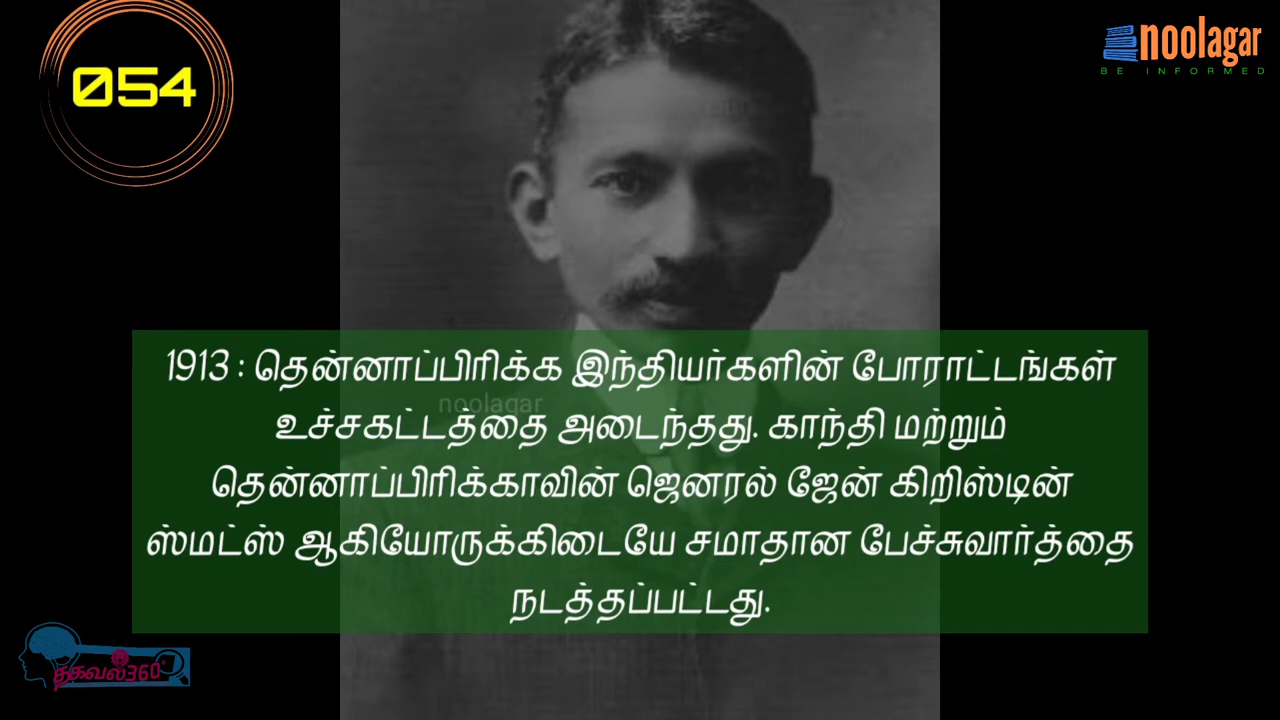 054
noolagar
BE INFORMED
1913 : தென்னாப்பிரிக்க இந்தியர்களின் போராட்டங்கள்
noolagar
உச்சகட்டத்தை அடைந்தது. காந்தி மற்றும்
தென்னாப்பிரிக்காவின் ஜெனரல் ஜேன் கிறிஸ்டின்
ஸ்மட்ஸ் ஆகியோருக்கிடையே சமாதான பேச்சுவார்த்தை
நடத்தப்பட்டது.
தகவல்360°